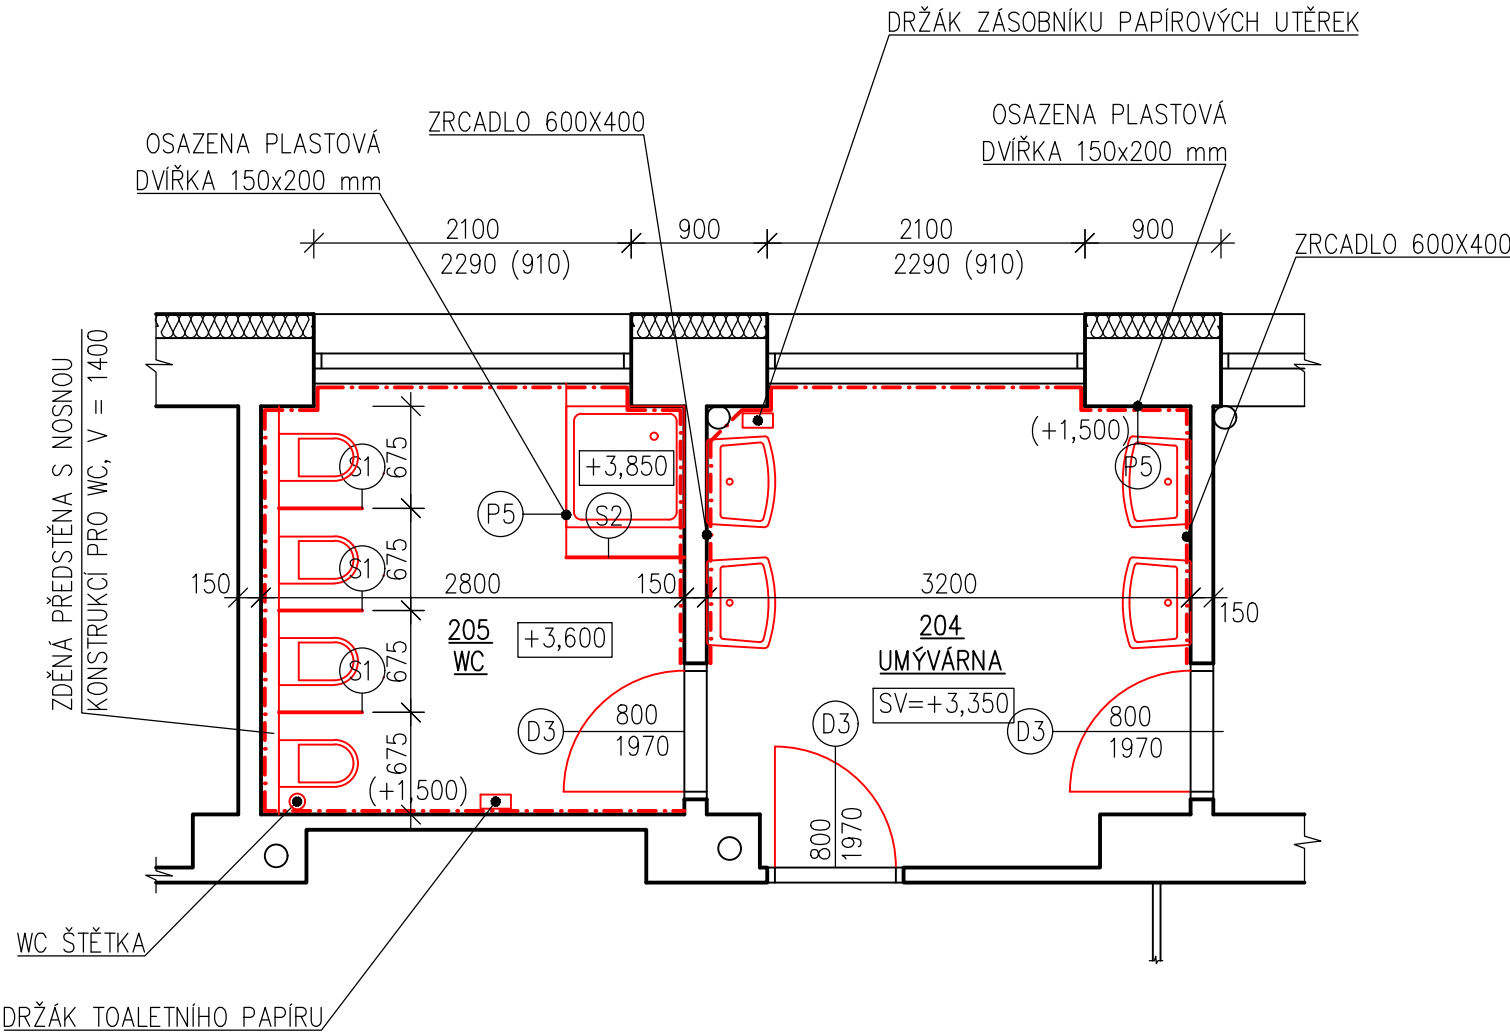 DRŽÁK ZÁSOBNÍKU PAPÍROVÝCH UTĚREK
ZRCADLO 600X400
OSAZENA PLASTOVÁ
DVÍŘKA 150x200 mm
OSAZENA PLASTOVÁ
DVÍŘKA 150x200 mm
2100
2290 (910)
900
2100
2290 (910)
900
ZRCADLO 600X400
ZDĚNÁ PŘEDSTĚNA S NOSNOU
KONSTRUKCÍ PRO WC, V = 1400
S1
675
+3,850
P5
S2
(+1,500)
P5
S1
675
150
2800
150
3200
150
205
WC
+3,600
204
UMÝVÁRNA
SV=+3,350
S1
675
D3
800
1970
D3
800
1970
D3
800
1970
675
(+1,500)
WC ŠTĚTKA
DRŽÁK TOALETNÍHO PAPÍRU